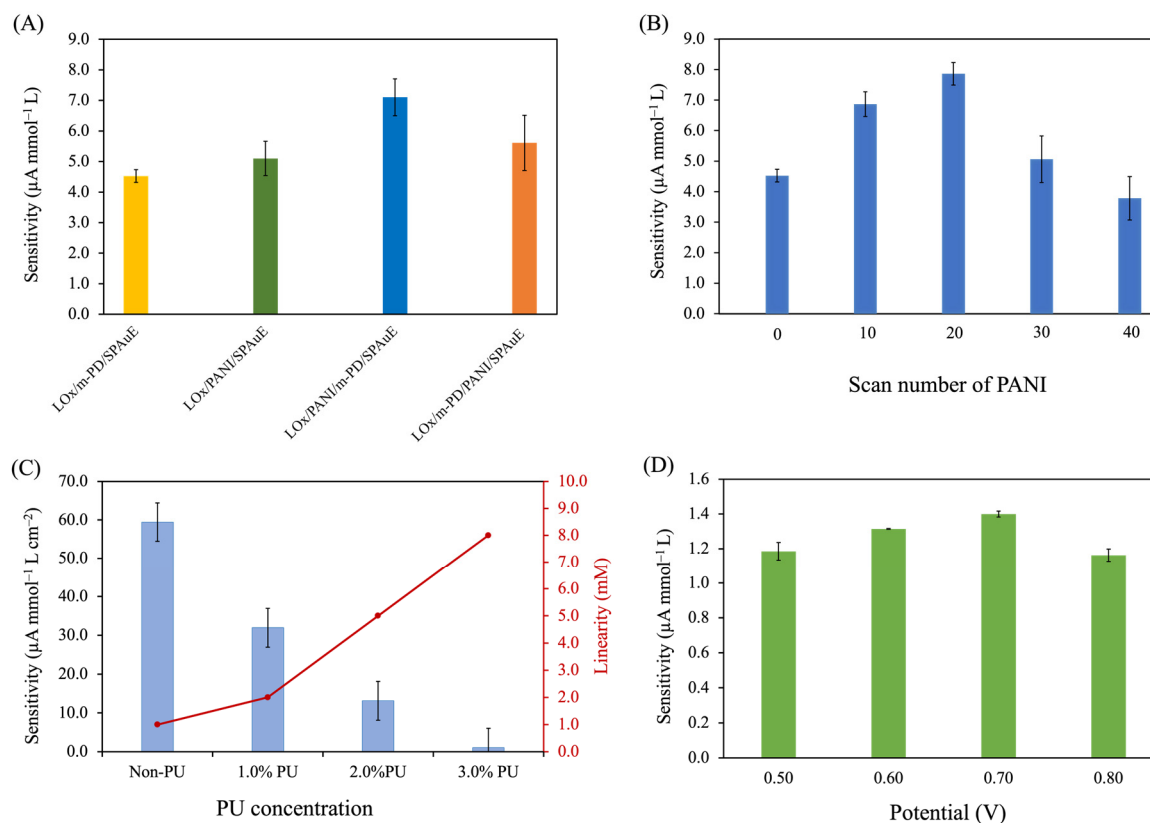 (A)
9.0
8.0
7.0
6.0
5.0
4.0
3.0
2.0
1.0
0.0
Sensitivity (μA mmol⁻¹ L)
LOx/m-PD/SPAuE
LOx/PANI/SPAuE
LOx/PANI/m-PD/SPAuE
LOx/m-PD/PANI/SPAuE
(B)
9.0
8.0
7.0
6.0
5.0
4.0
3.0
2.0
1.0
0.0
Sensitivity (μA mmol⁻¹ L)
0 10 20 30 40
Scan number of PANI
(C)
70.0
60.0
50.0
40.0
30.0
20.0
10.0
0.0
Sensitivity (μA mmol⁻¹ L cm⁻²)
10.0
9.0
8.0
7.0
6.0
5.0
4.0
3.0
2.0
1.0
0.0
Linearity (mM)
Non-PU 1.0% PU 2.0%PU 3.0% PU
PU concentration
(D)
1.6
1.4
1.2
1.0
0.8
0.6
0.4
0.2
0.0
Sensitivity (μA mmol⁻¹ L)
0.50 0.60 0.70 0.80
Potential (V)